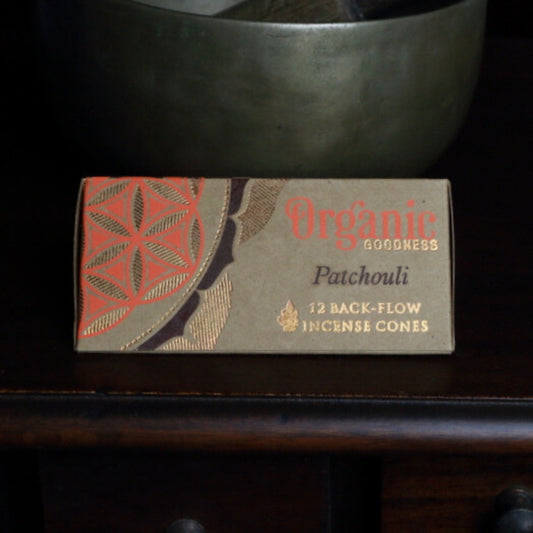 Organic
GOODNESS
Patchouli
12 BACK-FLOW
INCENSE CONES